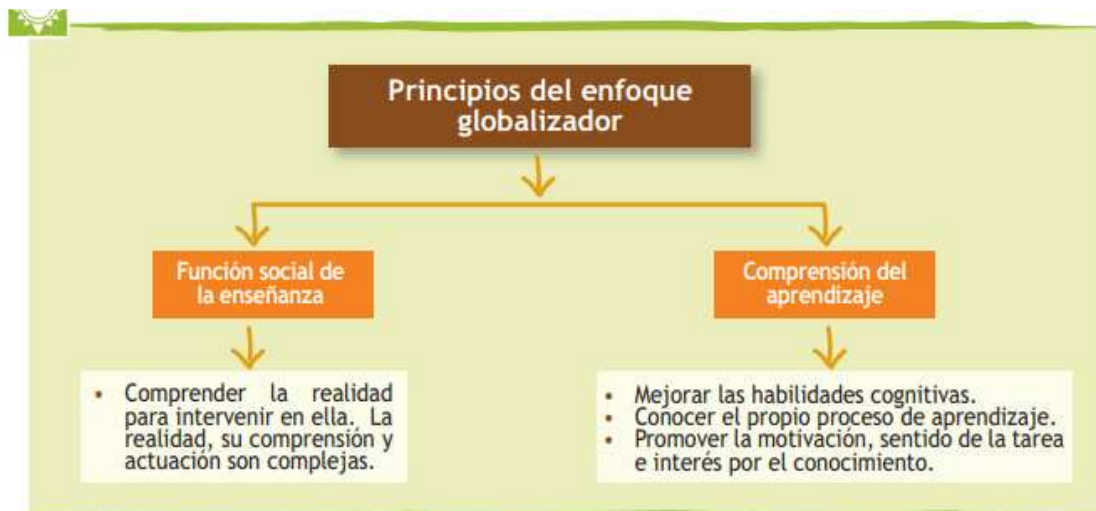 Principios del enfoque
globalizador
Función social de
la enseñanza
Comprensión del
aprendizaje
• Comprender la realidad
para intervenir en ella. La
realidad, su comprensión y
actuación son complejas.
• Mejorar las habilidades cognitivas.
• Conocer el propio proceso de aprendizaje.
• Promover la motivación, sentido de la tarea
e interés por el conocimiento.